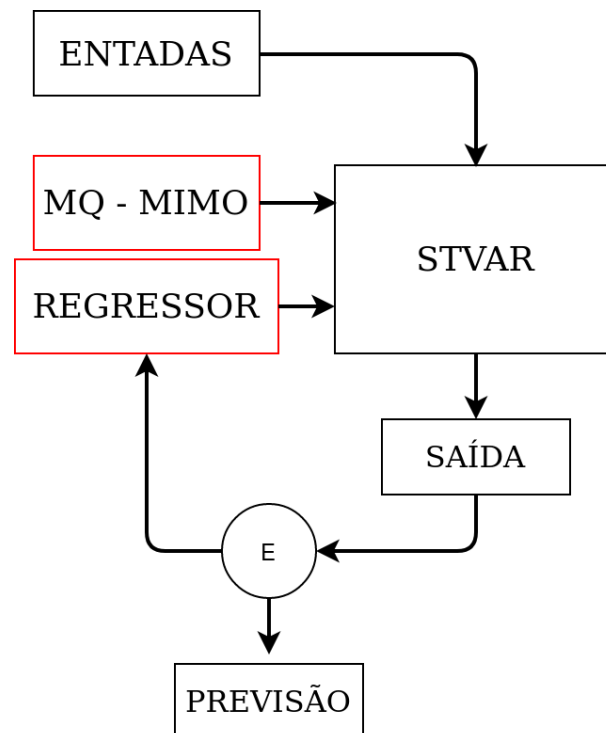 ENTADAS
MQ - MIMO
STVAR
REGRESSOR
SAÍDA
E
PREVISÃO